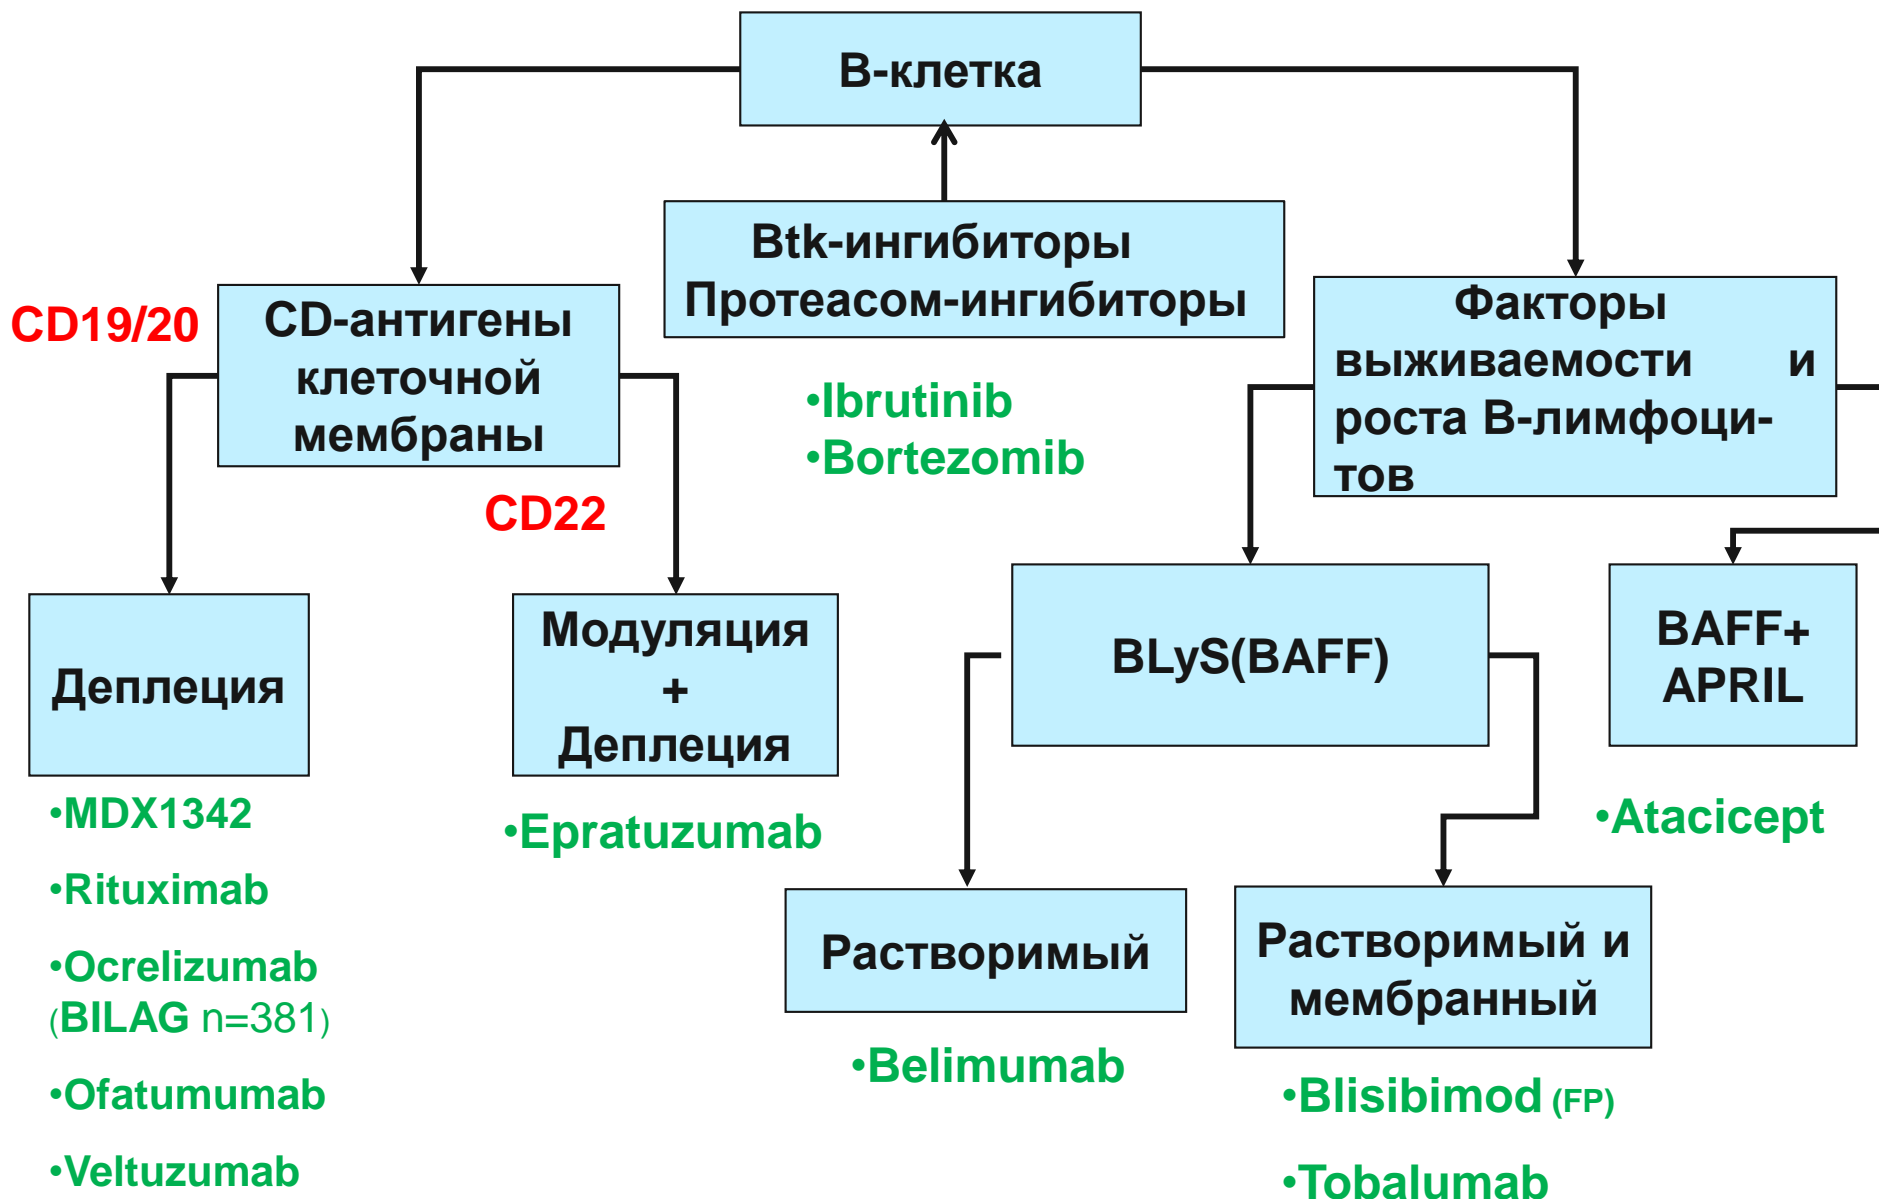 В-клетка
Btk-ингибиторы
Протеасом-ингибиторы
•Ibrutinib
•Bortezomib
CD19/20
CD-антигены
клеточной
мембраны
CD22
Факторы
выживаемости и
роста В-лимфоци-
тов
Деплеция
•MDX1342
•Rituximab
•Ocrelizumab
(BILAG n=381)
•Ofatumumab
•Veltuzumab
Модуляция
+
Деплеция
•Epratuzumab
BLyS(BAFF)
BAFF+
APRIL
•Atacicept
Растворимый
•Belimumab
Растворимый и
мембранный
•Blisibimod (FP)
•Tobalumab